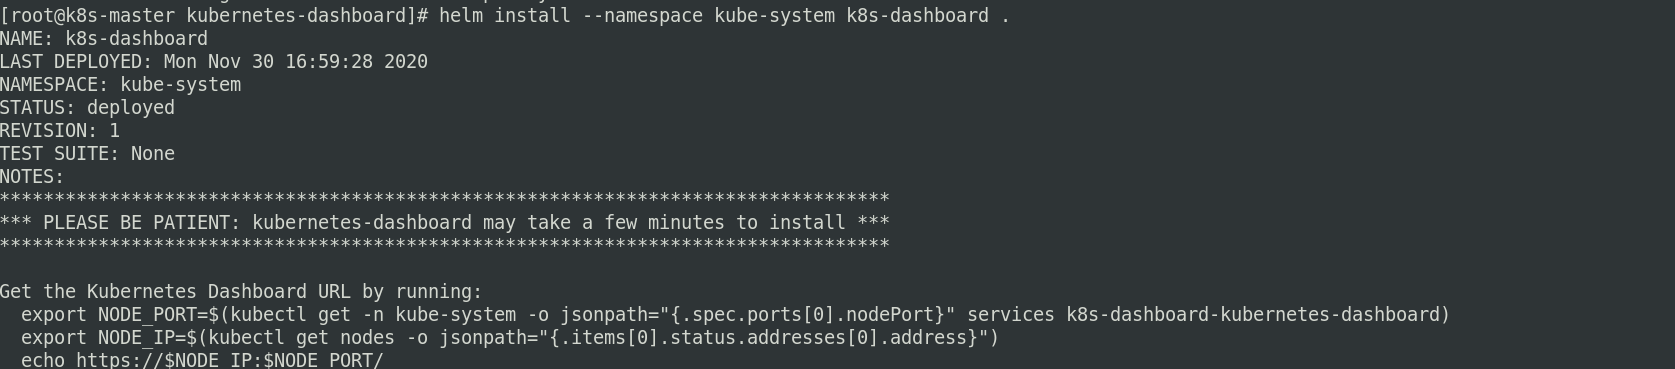 [root@k8s-master kubernetes-dashboard]# helm install --namespace kube-system k8s-dashboard .
NAME: k8s-dashboard
LAST DEPLOYED: Mon Nov 30 16:59:28 2020
NAMESPACE: kube-system
STATUS: deployed
REVISION: 1
TEST SUITE: None
NOTES:
*********************************************************************************
*** PLEASE BE PATIENT: kubernetes-dashboard may take a few minutes to install ***
*********************************************************************************
Get the Kubernetes Dashboard URL by running:
  export NODE_PORT=$(kubectl get -n kube-system -o jsonpath="{.spec.ports[0].nodePort}" services k8s-dashboard-kubernetes-dashboard)
  export NODE_IP=$(kubectl get nodes -o jsonpath="{.items[0].status.addresses[0].address}")
  echo https://$NODE_IP:$NODE_PORT/